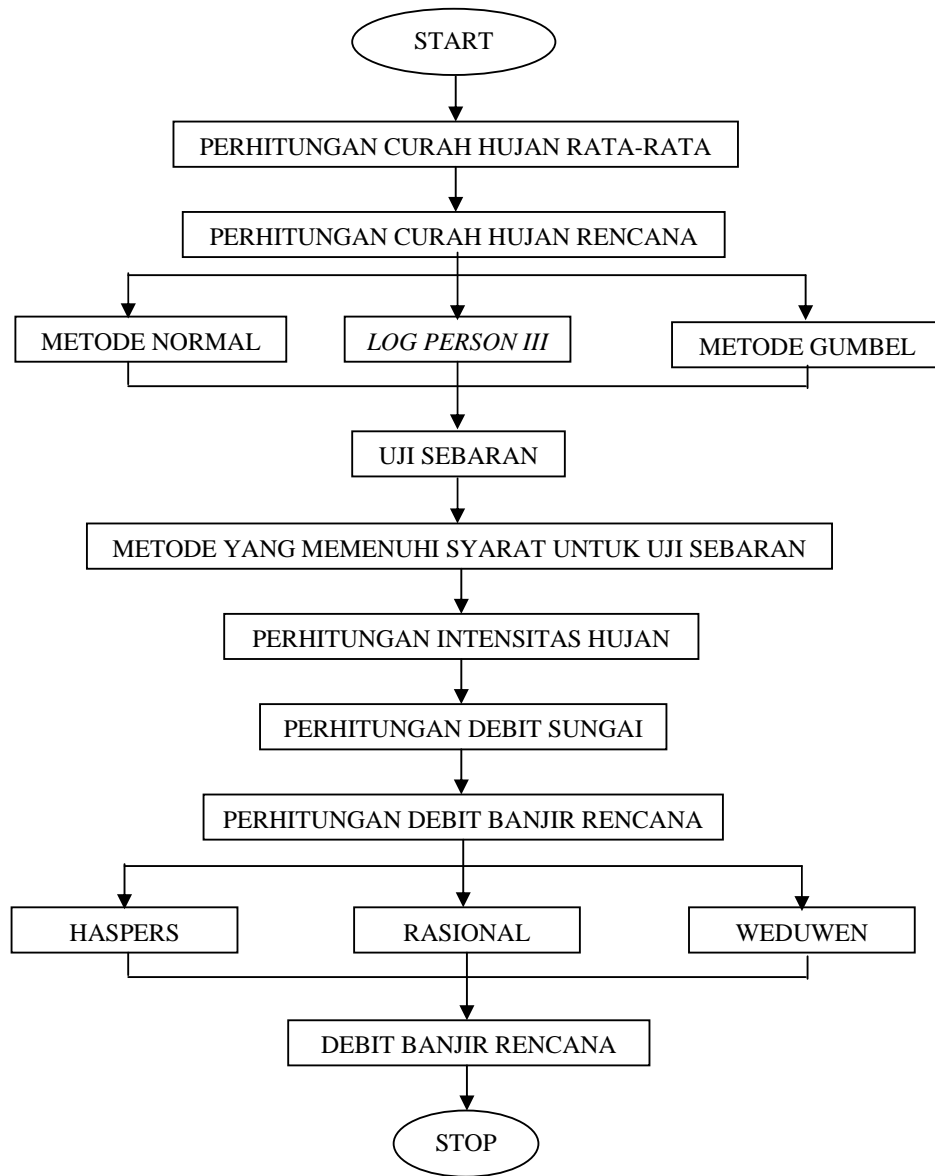 START
PERHITUNGAN CURAH HUJAN RATA-RATA
PERHITUNGAN CURAH HUJAN RENCANA
METODE NORMAL
LOG PERSON III
METODE GUMBEL
UJI SEBARAN
METODE YANG MEMENUHI SYARAT UNTUK UJI SEBARAN
PERHITUNGAN INTENSITAS HUJAN
PERHITUNGAN DEBIT SUNGAI
PERHITUNGAN DEBIT BANJIR RENCANA
HASPERS
RASIONAL
WEDUWEN
DEBIT BANJIR RENCANA
STOP